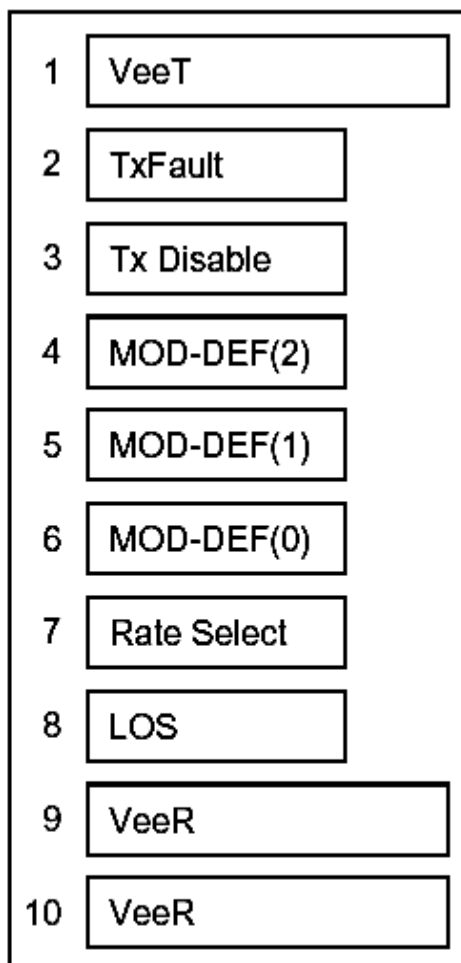 1 VeeT
2 TxFault
3 Tx Disable
4 MOD-DEF(2)
5 MOD-DEF(1)
6 MOD-DEF(0)
7 Rate Select
8 LOS
9 VeeR
10 VeeR